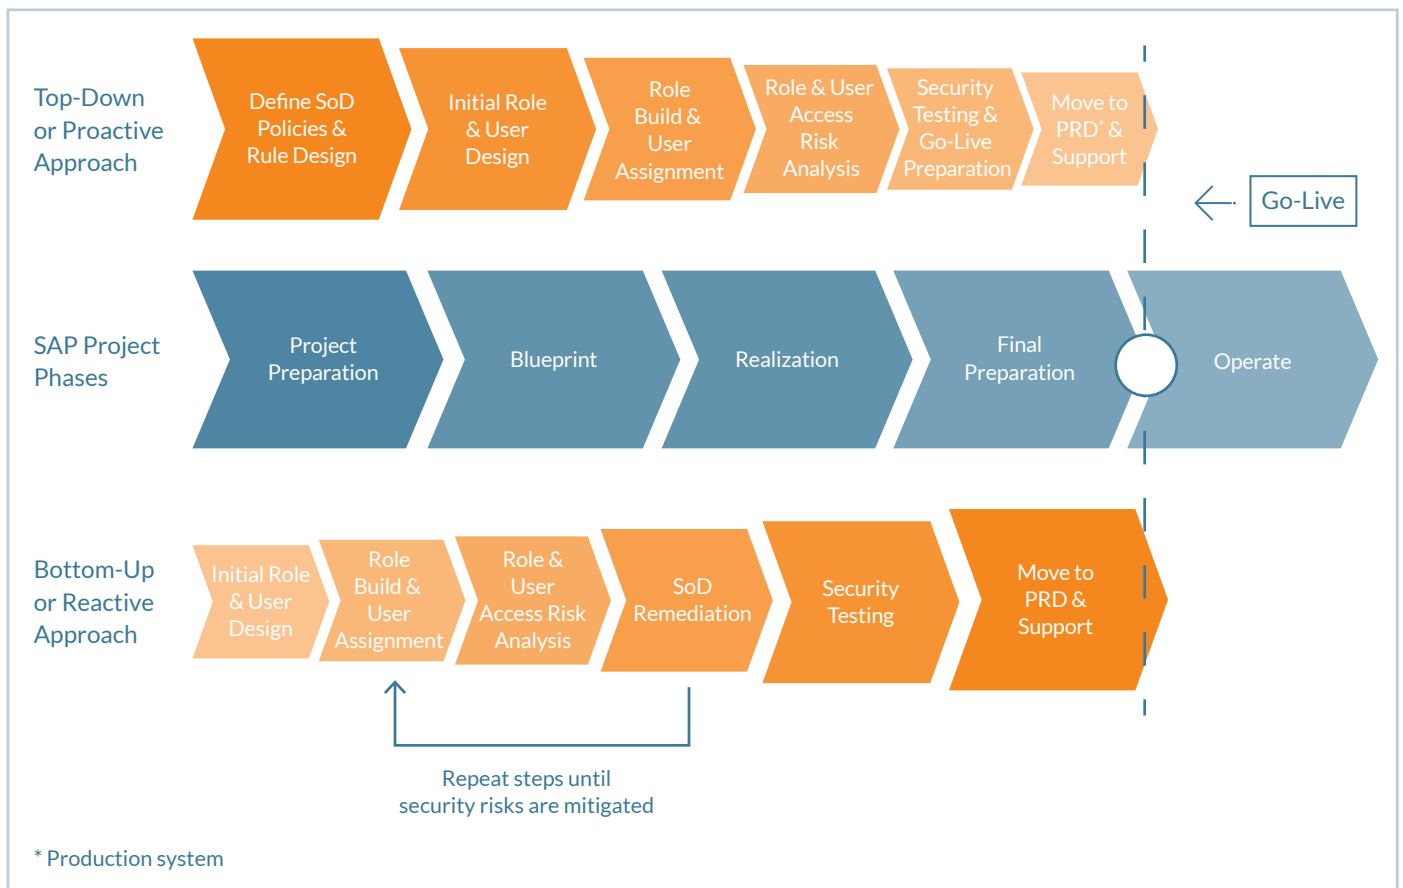 Top-Down
or Proactive
Approach
Define SoD
Policies &
Rule Design
Initial Role
& User
Design
Role
Build &
User
Assignment
Role & User
Access
Risk
Analysis
Security
Testing &
Go-Live
Preparation
Move to
PRD* &
Support
Go-Live
SAP Project
Phases
Project
Preparation
Blueprint
Realization
Final
Preparation
Operate
Bottom-Up
or Reactive
Approach
Initial Role
& User
Design
Role
Build &
User
Assignment
Role &
User
Access Risk
Analysis
SoD
Remediation
Security
Testing
Move to
PRD &
Support
Repeat steps until
security risks are mitigated
* Production system